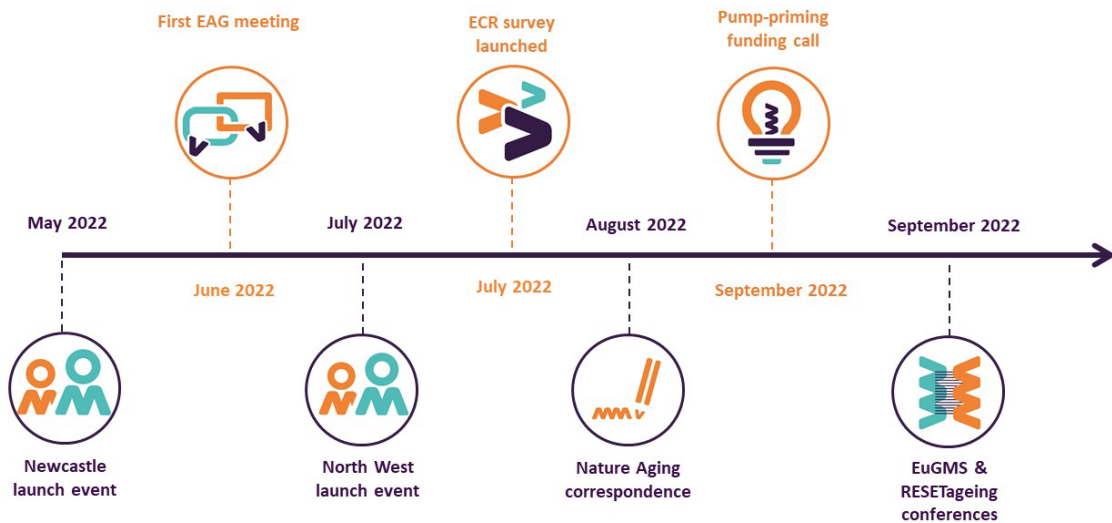 First EAG meeting
ECR survey
launched
Pump-priming
funding call
May 2022
July 2022
August 2022
September 2022
June 2022
July 2022
September 2022
Newcastle
launch event
North West
launch event
Nature Aging
correspondence
EuGMS &
RESETageing
conferences